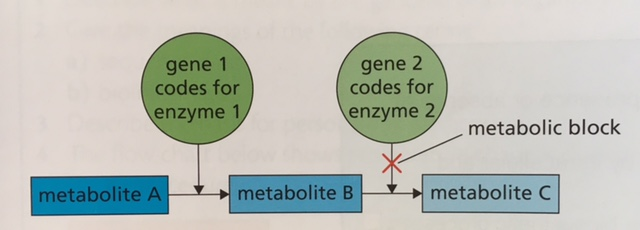 gene 1
codes for
enzyme 1
gene 2
codes for
enzyme 2
metabolic block
metabolite A
metabolite B
metabolite C